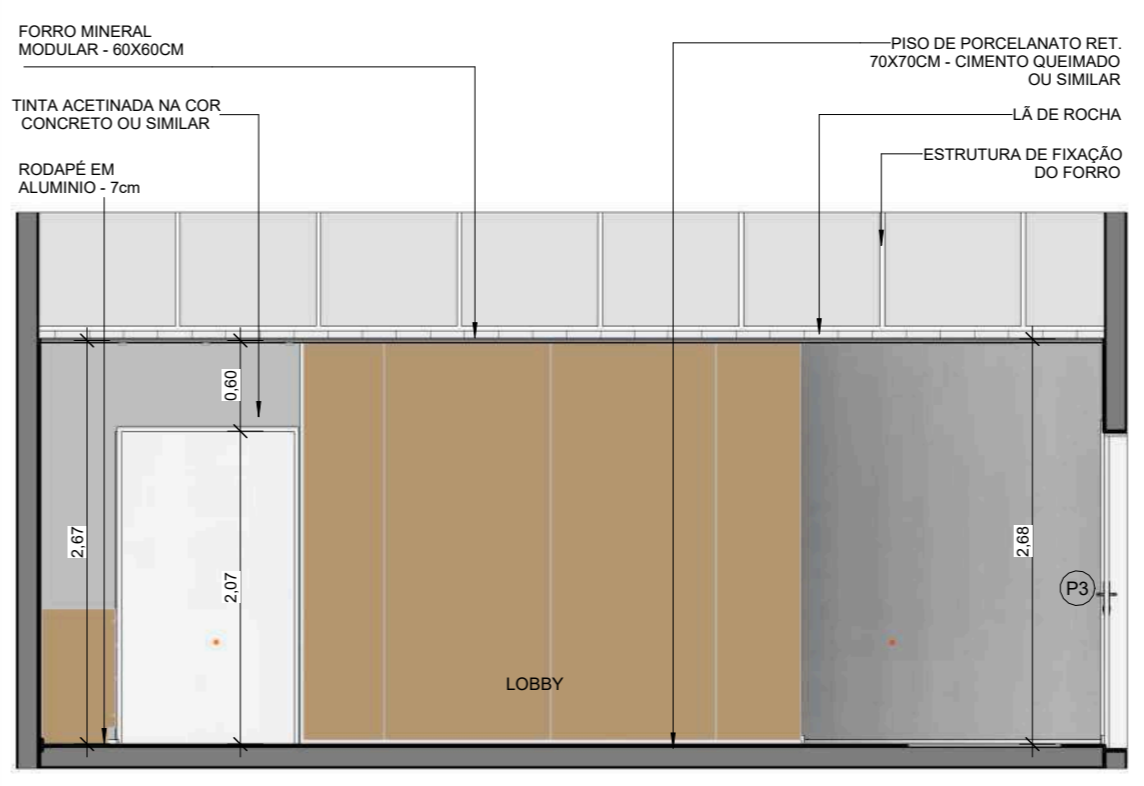 FORRO MINERAL
MODULAR - 60X60CM
TINTA ACETINADA NA COR
CONCRETO OU SIMILAR
RODAPÉ EM
ALUMINIO - 7cm
PISO DE PORCELANATO RET.
70X70CM - CIMENTO QUEIMADO
OU SIMILAR
LÃ DE ROCHA
ESTRUTURA DE FIXAÇÃO
DO FORRO
0,60
2,67
2,07
2,68
P3
LOBBY